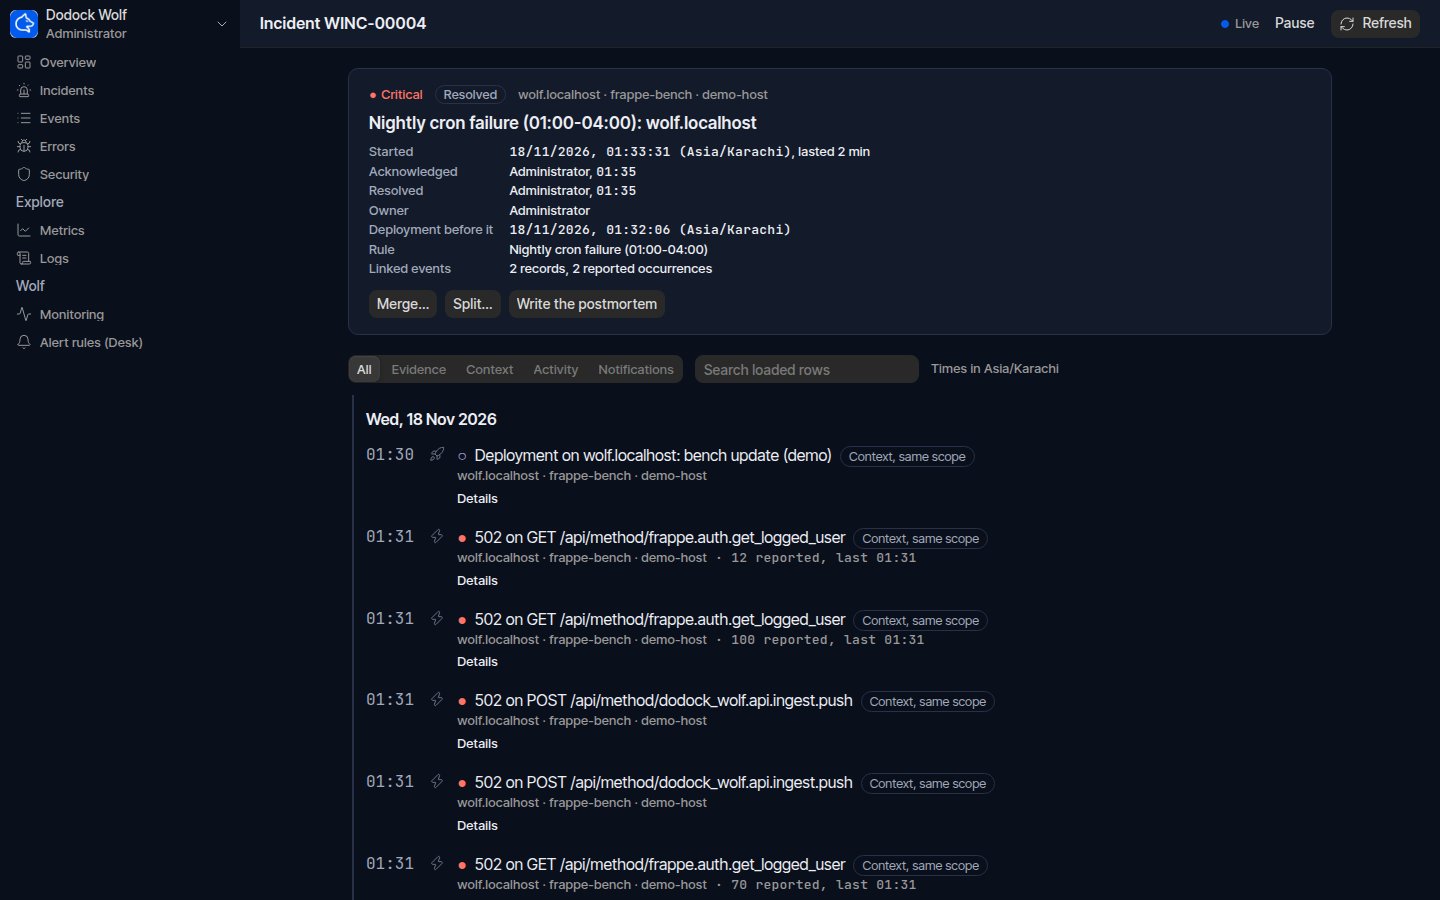 Dodock Wolf
Administrator
Overview
Incidents
Events
Errors
Security
Explore
Metrics
Logs
Wolf
Monitoring
Alert rules (Desk)
Incident WINC-00004
Live Pause Refresh
Critical Resolved wolf.localhost · frappe-bench · demo-host
Nightly cron failure (01:00-04:00): wolf.localhost
Started 18/11/2026, 01:33:31 (Asia/Karachi), lasted 2 min
Acknowledged Administrator, 01:35
Resolved Administrator, 01:35
Owner Administrator
Deployment before it 18/11/2026, 01:32:06 (Asia/Karachi)
Rule Nightly cron failure (01:00-04:00)
Linked events 2 records, 2 reported occurrences
Merge... Split... Write the postmortem
All Evidence Context Activity Notifications Search loaded rows Times in Asia/Karachi
Wed, 18 Nov 2026
01:30 Deployment on wolf.localhost: bench update (demo) Context, same scope
wolf.localhost · frappe-bench · demo-host
Details
01:31 502 on GET /api/method/frappe.auth.get_logged_user Context, same scope
wolf.localhost · frappe-bench · demo-host · 12 reported, last 01:31
Details
01:31 502 on GET /api/method/frappe.auth.get_logged_user Context, same scope
wolf.localhost · frappe-bench · demo-host · 100 reported, last 01:31
Details
01:31 502 on POST /api/method/dodock_wolf.api.ingest.push Context, same scope
wolf.localhost · frappe-bench · demo-host
Details
01:31 502 on POST /api/method/dodock_wolf.api.ingest.push Context, same scope
wolf.localhost · frappe-bench · demo-host
Details
01:31 502 on GET /api/method/frappe.auth.get_logged_user Context, same scope
wolf.localhost · frappe-bench · demo-host · 70 reported, last 01:31